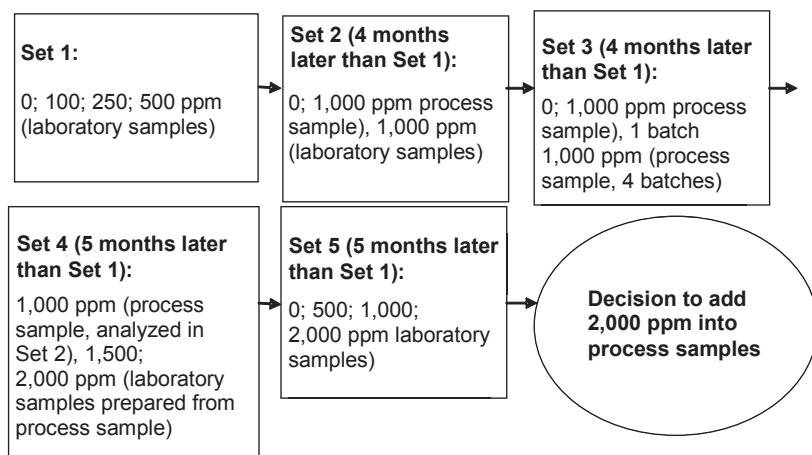 Set 1:
0; 100; 250; 500 ppm
(laboratory samples)
Set 2 (4 months
later than Set 1):
0; 1,000 ppm process
sample), 1,000 ppm
(laboratory samples)
Set 3 (4 months
later than Set 1):
0; 1,000 ppm process
sample), 1 batch
1,000 ppm (process
sample, 4 batches)
Set 4 (5 months later
than Set 1):
1,000 ppm (process
sample, analyzed in
Set 2), 1,500;
2,000 ppm (laboratory
samples prepared from
process sample)
Set 5 (5 months later
than Set 1):
0; 500; 1,000;
2,000 ppm laboratory
samples)
Decision to add
2,000 ppm into
process samples